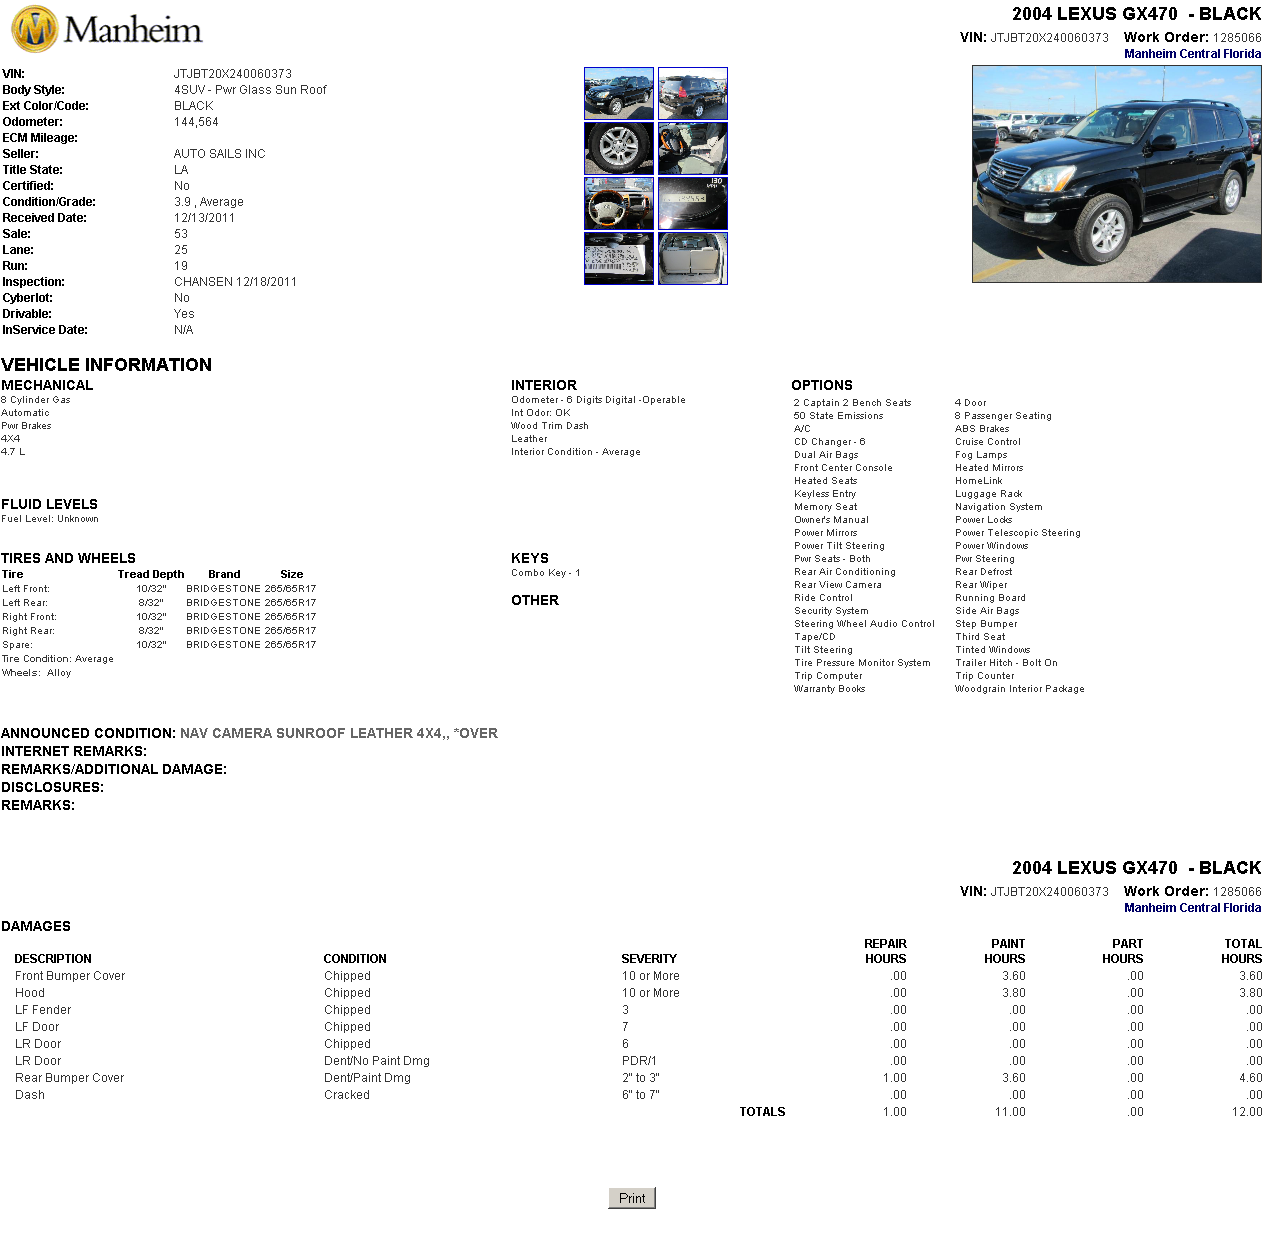 Manheim
2004 LEXUS GX470 - BLACK
VIN: JTJBT20X240060373 Work Order: 1285066
Manheim Central Florida
VIN: JTJBT20X240060373
Body Style: 4SUV - Pwr Glass Sun Roof
Ext Color/Code: BLACK
Odometer: 144,564
ECM Mileage:
Seller: AUTO SAILS INC
Title State: LA
Certified: No
Condition/Grade: 3.9 , Average
Received Date: 12/13/2011
Sale: 53
Lane: 25
Run: 19
Inspection: CHANSEN 12/18/2011
Cyberlot: No
Drivable: Yes
InService Date: N/A
130
MPH
VEHICLE INFORMATION
MECHANICAL
8 Cylinder Gas
Automatic
Pwr Brakes
4X4
4.7 L
INTERIOR
Odometer - 6 Digits Digital -Operable
Int Odor: OK
Wood Trim Dash
Leather
Interior Condition - Average
OPTIONS
2 Captain 2 Bench Seats 4 Door
50 State Emissions 8 Passenger Seating
A/C ABS Brakes
CD Changer - 6 Cruise Control
Dual Air Bags Fog Lamps
Front Center Console Heated Mirrors
Heated Seats HomeLink
Keyless Entry Luggage Rack
Memory Seat Navigation System
Owner's Manual Power Locks
Power Mirrors Power Telescopic Steering
Power Tilt Steering Power Windows
Pwr Seats - Both Pwr Steering
Rear Air Conditioning Rear Defrost
Rear View Camera Rear Wiper
Ride Control Running Board
Security System Side Air Bags
Steering Wheel Audio Control Step Bumper
Tape/CD Third Seat
Tilt Steering Tinted Windows
Tire Pressure Monitor System Trailer Hitch - Bolt On
Trip Computer Trip Counter
Warranty Books Woodgrain Interior Package
FLUID LEVELS
Fuel Level: Unknown
TIRES AND WHEELS
Tire Tread Depth Brand Size
Left Front: 10/32" BRIDGESTONE 265/65R17
Left Rear: 8/32" BRIDGESTONE 265/65R17
Right Front: 10/32" BRIDGESTONE 265/65R17
Right Rear: 8/32" BRIDGESTONE 265/65R17
Spare: 10/32" BRIDGESTONE 265/65R17
Tire Condition: Average
Wheels: Alloy
KEYS
Combo Key - 1
OTHER
ANNOUNCED CONDITION: NAV CAMERA SUNROOF LEATHER 4X4,, *OVER
INTERNET REMARKS:
REMARKS/ADDITIONAL DAMAGE:
DISCLOSURES:
REMARKS:
2004 LEXUS GX470 - BLACK
VIN: JTJBT20X240060373 Work Order: 1285066
Manheim Central Florida
DAMAGES
DESCRIPTION CONDITION SEVERITY REPAIR HOURS PAINT HOURS PART HOURS TOTAL HOURS
Front Bumper Cover Chipped 10 or More .00 3.60 .00 3.60
Hood Chipped 10 or More .00 3.80 .00 3.80
LF Fender Chipped 3 .00 .00 .00 .00
LF Door Chipped 7 .00 .00 .00 .00
LR Door Chipped 6 .00 .00 .00 .00
LR Door Dent/No Paint Dmg PDR/1 .00 .00 .00 .00
Rear Bumper Cover Dent/Paint Dmg 2" to 3" 1.00 3.60 .00 4.60
Dash Cracked 6" to 7" .00 .00 .00 .00
TOTALS 1.00 11.00 .00 12.00
Print